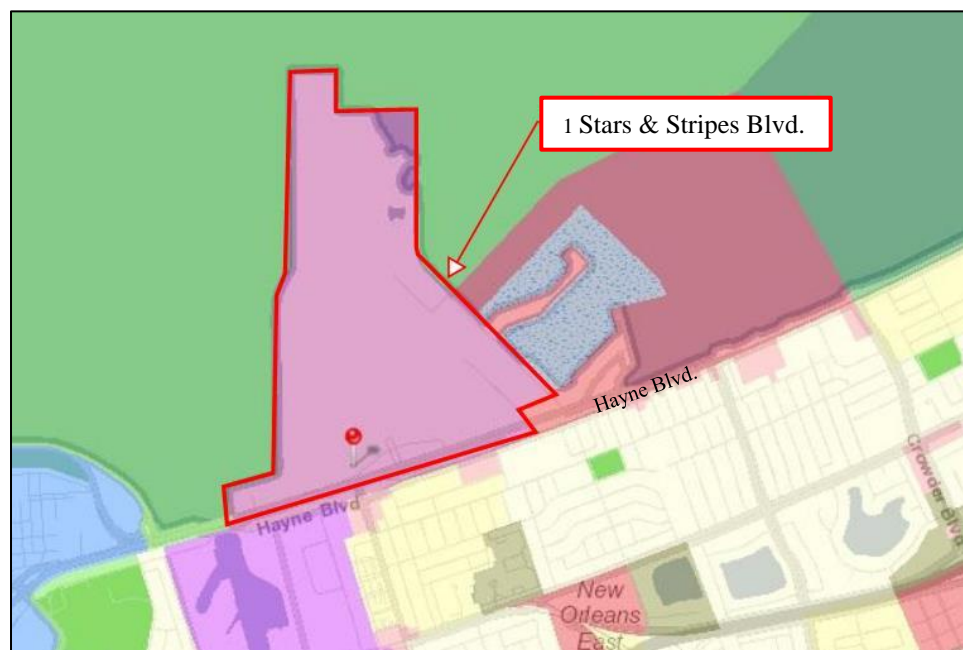 1 Stars & Stripes Blvd.
Hayne Blvd.
Hayne Blvd
Crowder Blvd
New
Orleans
East